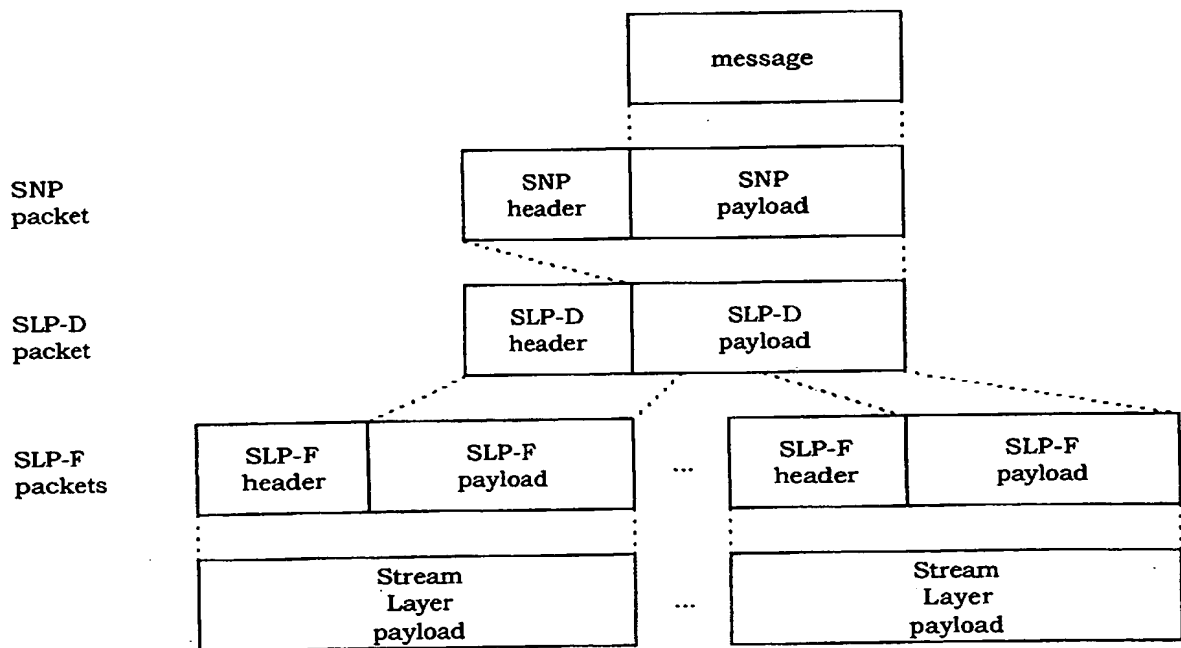 message
SNP
packet
SNP
header
SNP
payload
SLP-D
packet
SLP-D
header
SLP-D
payload
SLP-F
packets
SLP-F
header
SLP-F
payload
...
SLP-F
header
SLP-F
payload
Stream
Layer
payload
...
Stream
Layer
payload